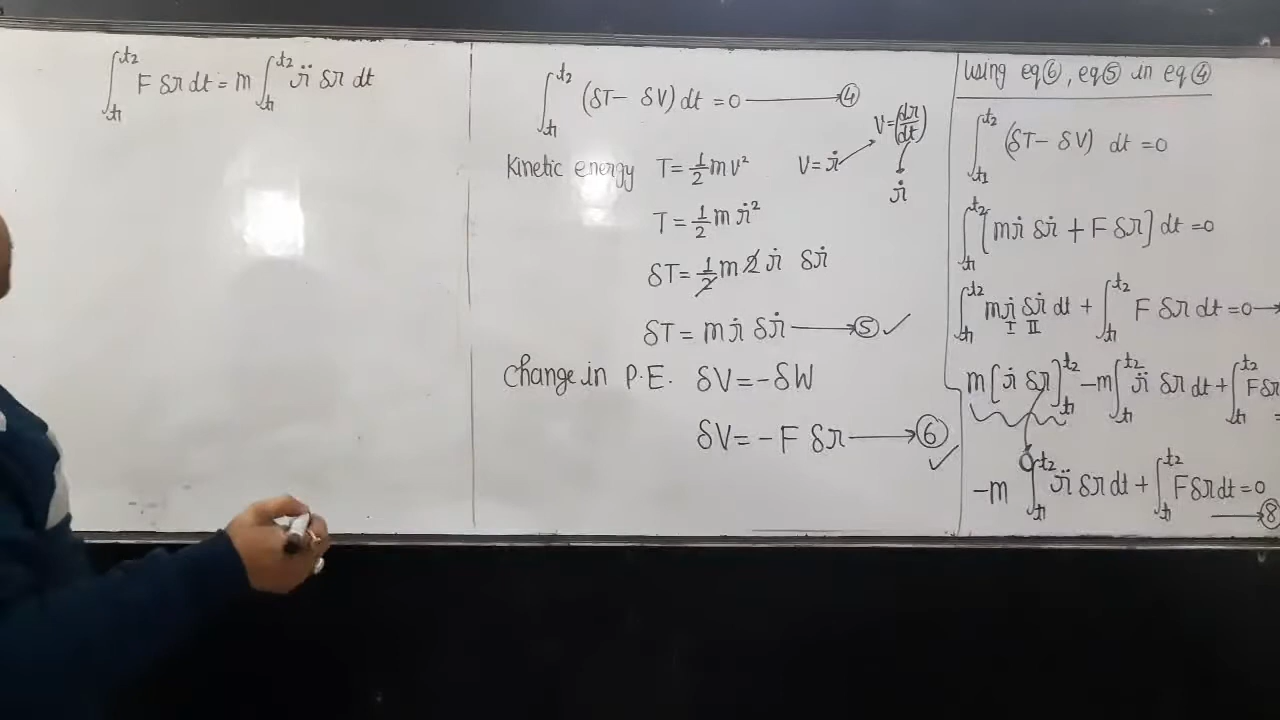 ∫_{t1}^{t2} F δr dt = m ∫_{t1}^{t2} r̈ δr dt
∫_{t1}^{t2} (δT − δV) dt = 0 ⟶ ④
Kinetic energy T = 1/2 mv² V = ṙ V = (dr/dt)
ṙ
T = 1/2 m ṙ²
δT = 1/2 m 2 ṙ δṙ
δT = m ṙ δṙ ⟶ ⑤ ✓
Change in P.E. δV = −δW
δV = −F δr ⟶ ⑥ ✓
Using eq⑥, eq⑤ in eq④
∫_{t1}^{t2} (δT − δV) dt = 0
∫_{t1}^{t2} [mṙ δṙ + F δr] dt = 0
∫_{t1}^{t2} mṙ δṙ dt + ∫_{t1}^{t2} F δr dt = 0 →
I II
m[ṙ δr]_{t1}^{t2} − m∫_{t1}^{t2} r̈ δr dt + ∫_{t1}^{t2} F δr
=
0
−m ∫_{t1}^{t2} r̈ δr dt + ∫_{t1}^{t2} F δr dt = 0
⟶ ⑧